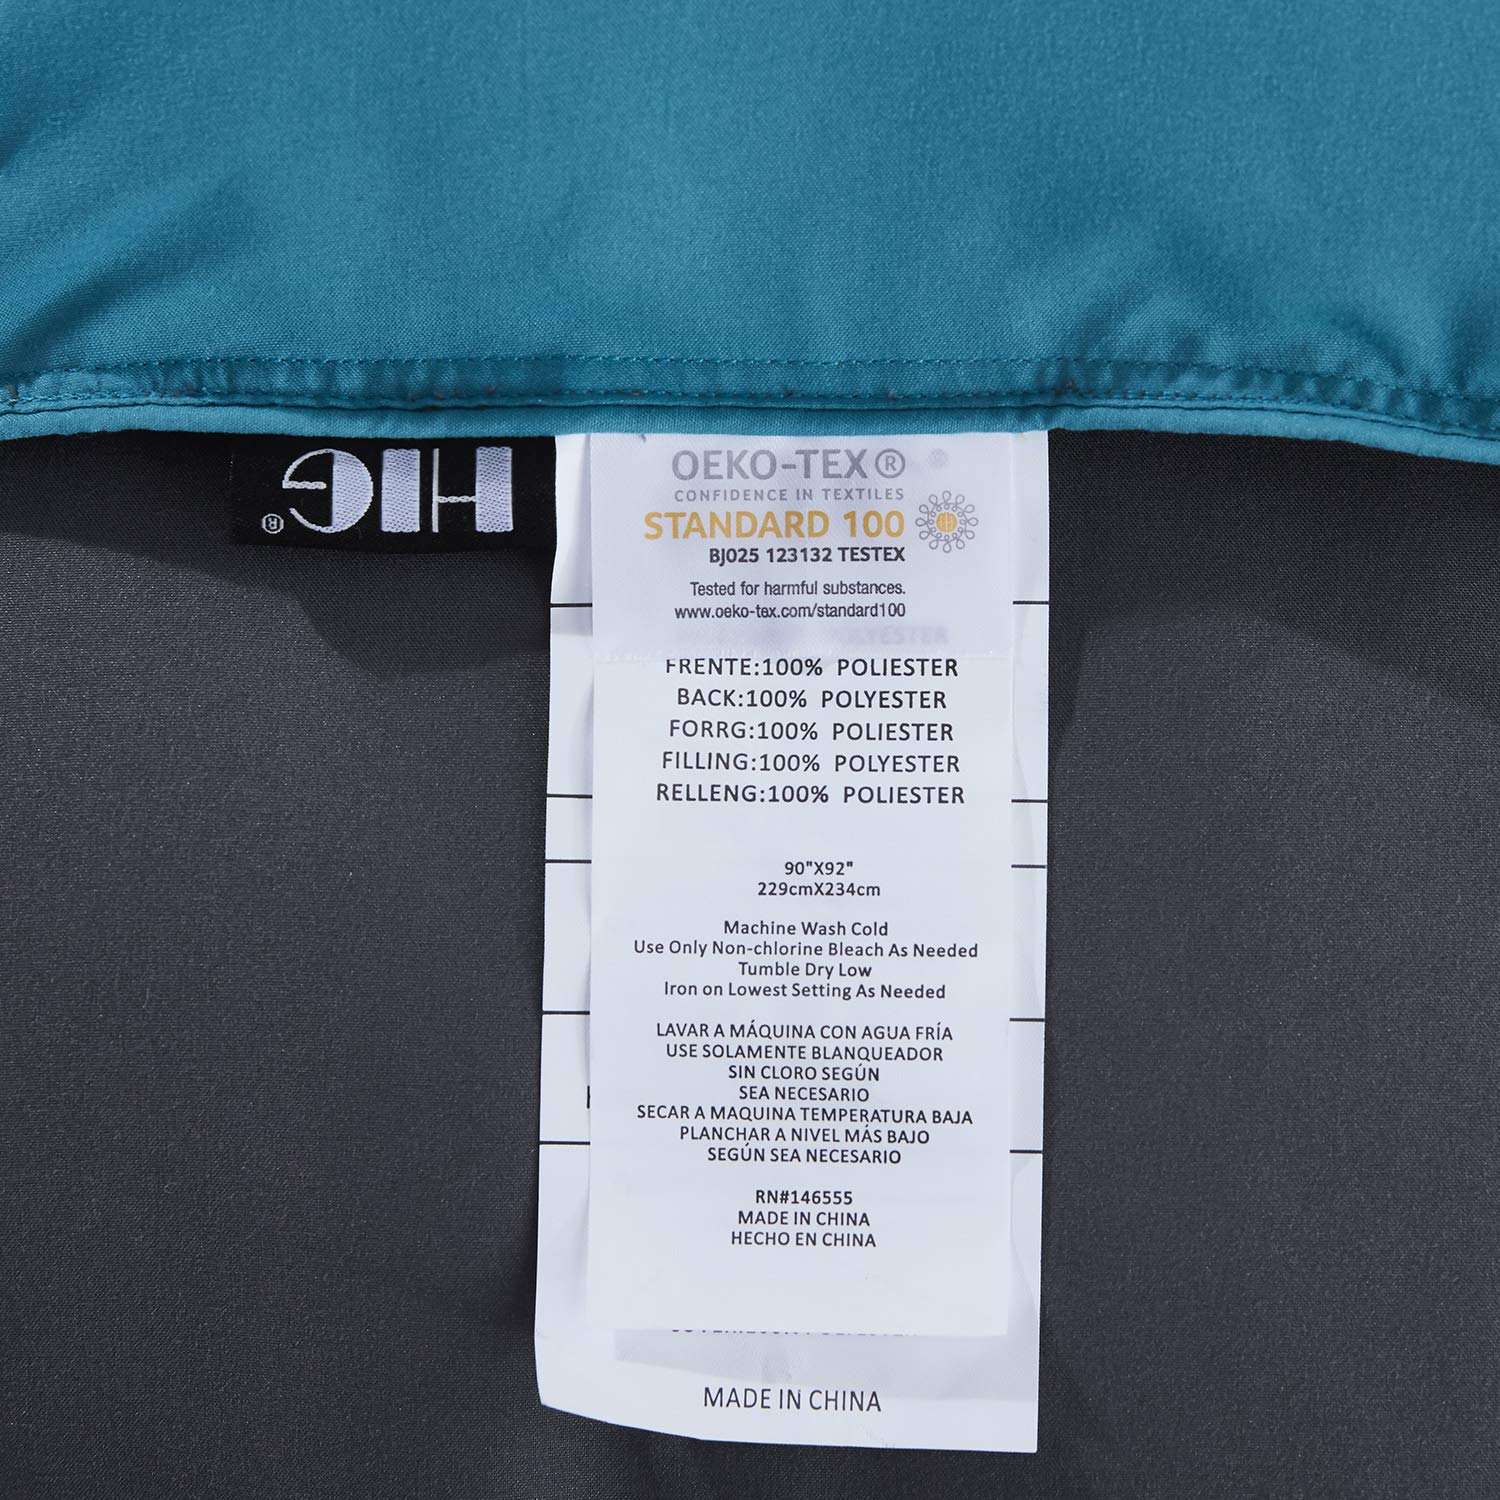 HIG®
OEKO-TEX®
CONFIDENCE IN TEXTILES
STANDARD 100
BJ025 123132 TESTEX
Tested for harmful substances.
www.oeko-tex.com/standard100
POLYESTER
FRENTE:100% POLIESTER
BACK:100% POLYESTER
FORRG:100% POLIESTER
FILLING:100% POLYESTER
RELLENG:100% POLIESTER
90"X92"
229cmX234cm
Machine Wash Cold
Use Only Non-chlorine Bleach As Needed
Tumble Dry Low
Iron on Lowest Setting As Needed
LAVAR A MÁQUINA CON AGUA FRÍA
USE SOLAMENTE BLANQUEADOR
SIN CLORO SEGÚN
SEA NECESARIO
SECAR A MAQUINA TEMPERATURA BAJA
PLANCHAR A NIVEL MÁS BAJO
SEGÚN SEA NECESARIO
RN#146555
MADE IN CHINA
HECHO EN CHINA
MADE IN CHINA